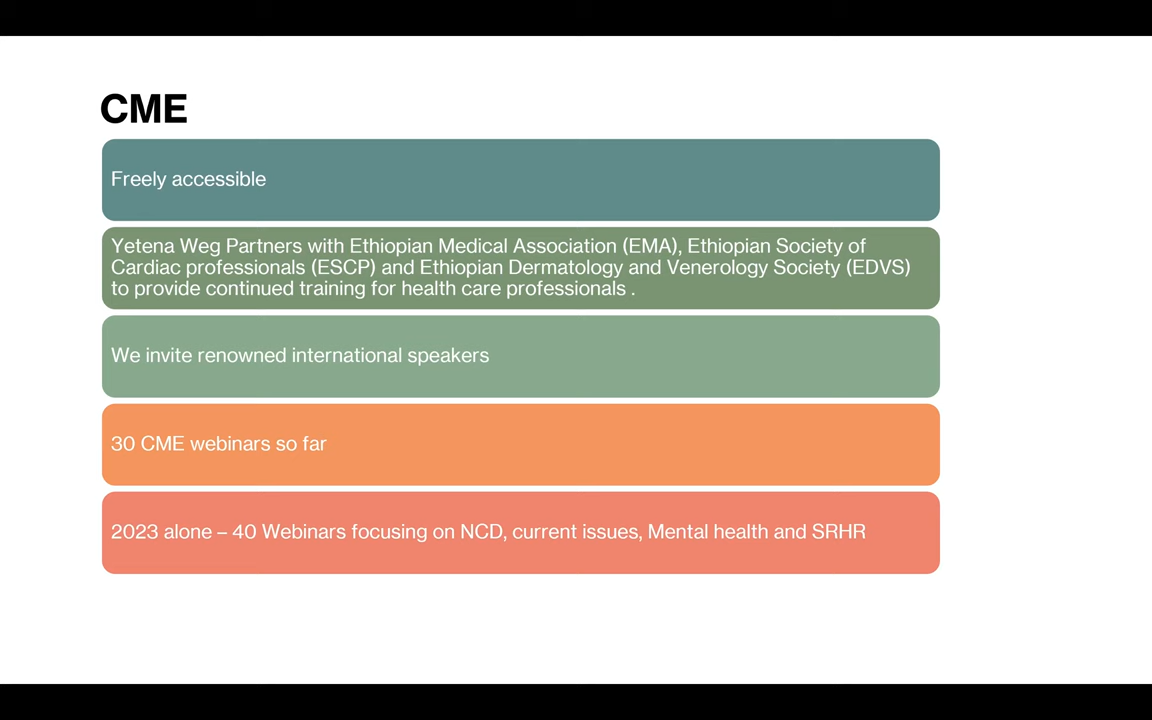 CME
Freely accessible
Yetena Weg Partners with Ethiopian Medical Association (EMA), Ethiopian Society of
Cardiac professionals (ESCP) and Ethiopian Dermatology and Venerology Society (EDVS)
to provide continued training for health care professionals .
We invite renowned international speakers
30 CME webinars so far
2023 alone – 40 Webinars focusing on NCD, current issues, Mental health and SRHR